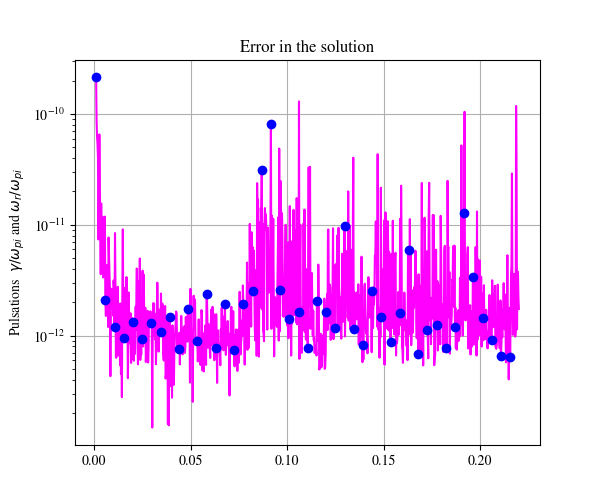 Error in the solution
Pulsations γ/ω_pi and ω_r/ω_pi
10⁻¹⁰
10⁻¹¹
10⁻¹²
0.00 0.05 0.10 0.15 0.20